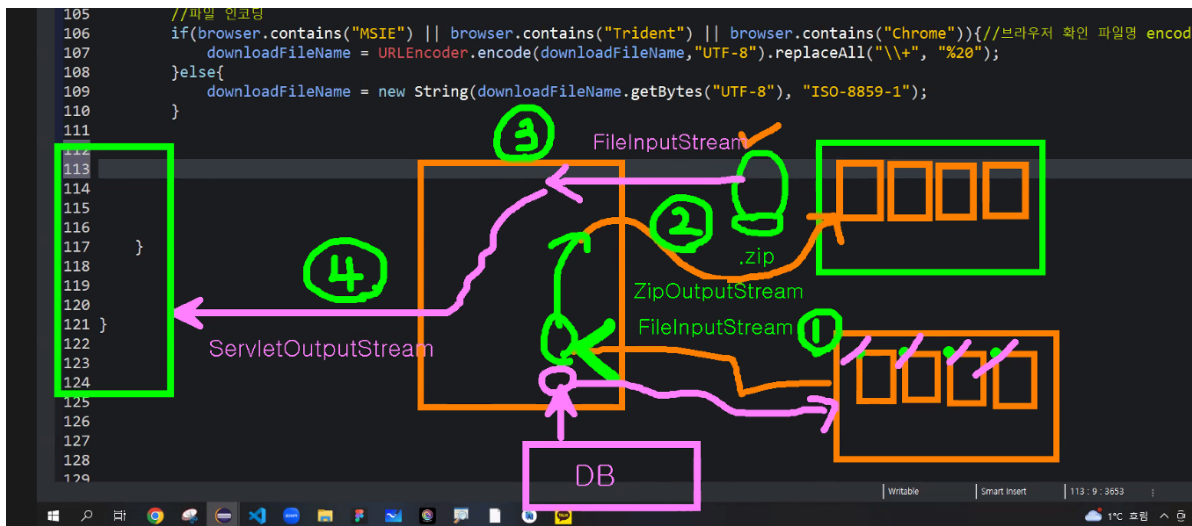 105 //파일 인코딩
106 if(browser.contains("MSIE") || browser.contains("Trident") || browser.contains("Chrome")){//브라우저 확인 파일명 encod
107 downloadFileName = URLEncoder.encode(downloadFileName,"UTF-8").replaceAll("\\+", "%20");
108 }else{
109 downloadFileName = new String(downloadFileName.getBytes("UTF-8"), "ISO-8859-1");
110 }
111
112
113
114
115
116
117 }
118
119
120
121 }
122
123
124
125
126
127
128
129
③
FileInputStream
②
.zip
④
ZipOutputStream
FileInputStream
①
ServletOutputStream
DB
Writable
Smart Insert
113 : 9 : 3653
1°C 흐림